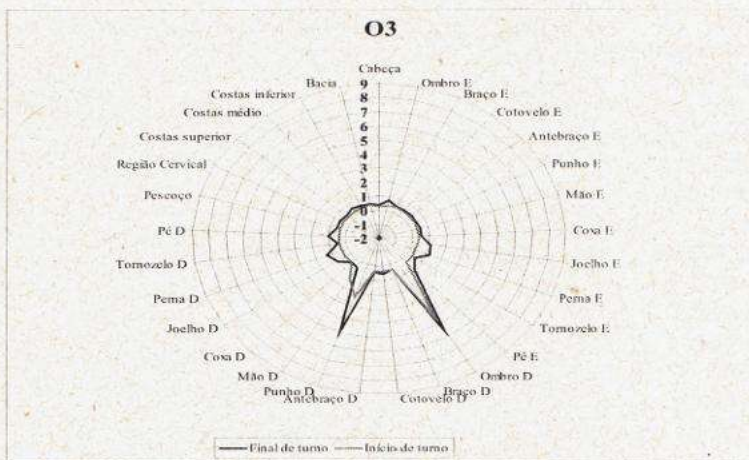 O3
Cabeça
Ombro E
Braço E
Cotovelo E
Antebraço E
Punho E
Mão E
Coxa E
Joelho E
Perna E
Tornozelo E
Pé E
Ombro D
Braço D
Cotovelo D
Antebraço D
Punho D
Mão D
Coxa D
Joelho D
Perna D
Tornozelo D
Pé D
Pescoço
Região Cervical
Costas superior
Costas médio
Costas inferior
Bacia
9
8
7
6
5
4
3
2
1
0
-1
-2
Final de turno
Início de turno